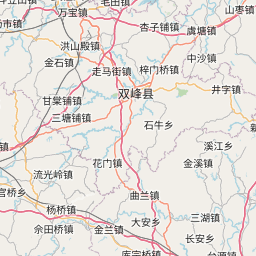 毛田镇
山枣镇
万宝镇
杏子铺镇
虞塘镇
洪山殿镇
金石镇
中沙镇
走马街镇
梓门桥镇
井字镇
双峰县
甘棠铺镇
三塘铺镇
石牛乡
溪江乡
花门镇
金溪镇
流光岭镇
曲兰镇
杨桥镇
三湖镇
大安乡
佘田桥镇
金兰镇
长安乡
库宗桥镇